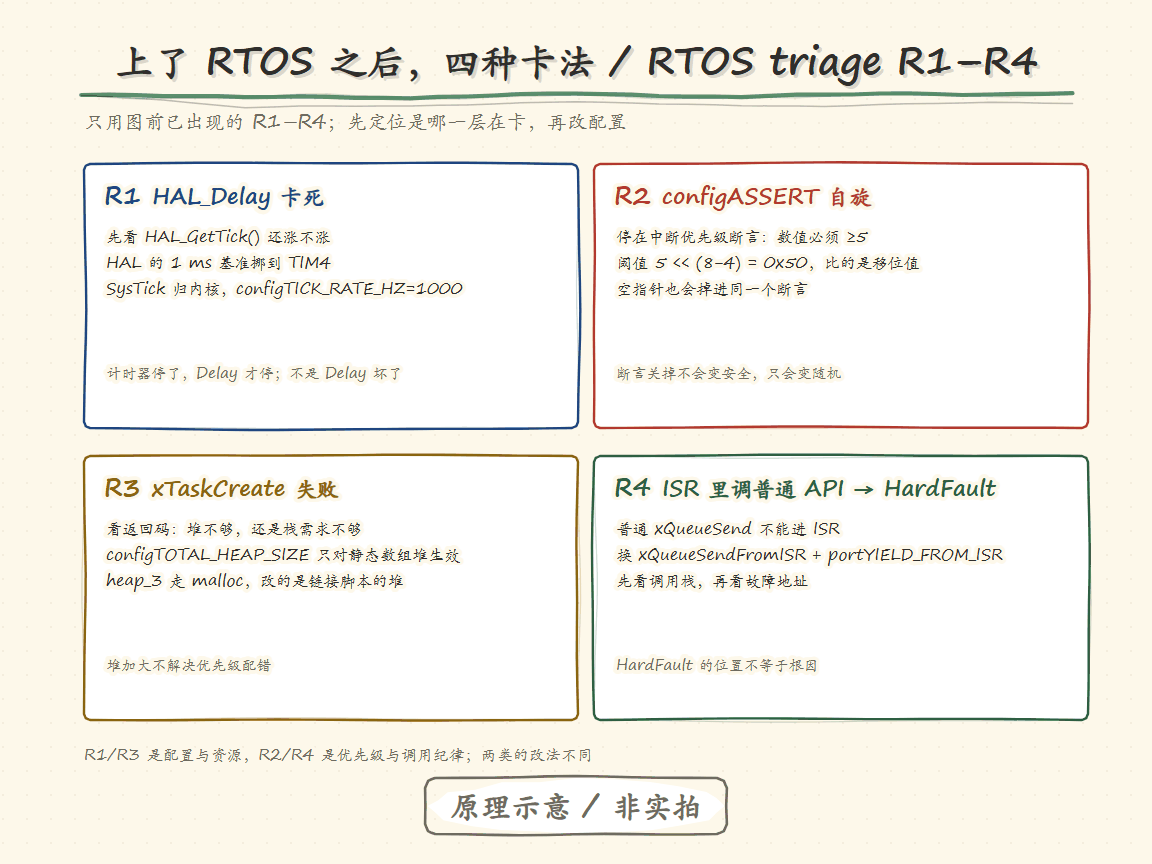 上了 RTOS 之后，四种卡法 / RTOS triage R1–R4
只用图前已出现的 R1–R4；先定位是哪一层在卡，再改配置
R1 HAL_Delay 卡死
先看 HAL_GetTick() 还涨不涨
HAL 的 1 ms 基准挪到 TIM4
SysTick 归内核，configTICK_RATE_HZ=1000
计时器停了，Delay 才停；不是 Delay 坏了
R2 configASSERT 自旋
停在中断优先级断言：数值必须 ≥5
阈值 5 << (8–4) = 0x50，比的是移位值
空指针也会掉进同一个断言
断言关掉不会变安全，只会变随机
R3 xTaskCreate 失败
看返回码：堆不够，还是栈需求不够
configTOTAL_HEAP_SIZE 只对静态数组堆生效
heap_3 走 malloc，改的是链接脚本的堆
堆加大不解决优先级配错
R4 ISR 里调普通 API → HardFault
普通 xQueueSend 不能进 ISR
换 xQueueSendFromISR + portYIELD_FROM_ISR
先看调用栈，再看故障地址
HardFault 的位置不等于根因
R1/R3 是配置与资源，R2/R4 是优先级与调用纪律；两类的改法不同
原理示意 / 非实拍